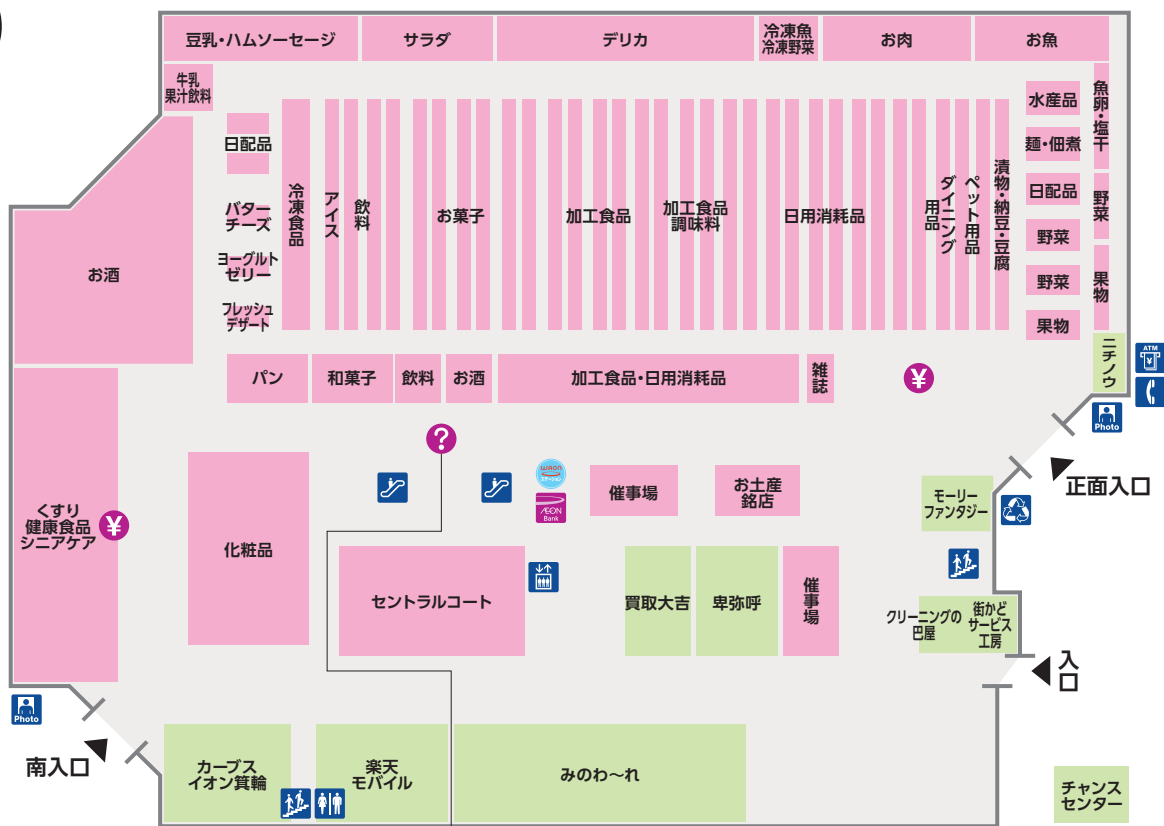 豆乳・ハムソーセージ
サラダ
デリカ
冷凍魚
冷凍野菜
お肉
お魚
牛乳
果汁飲料
日配品
バター
チーズ
ヨーグルト
ゼリー
フレッシュ
デザート
冷凍食品
アイス
飲料
お菓子
加工食品
加工食品
調味料
日用消耗品
ダイニング
用品
ペット用品
漬物・納豆・豆腐
水産品
麺・佃煮
日配品
野菜
野菜
果物
魚卵・塩干
野菜
果物
お酒
パン
和菓子
飲料
お酒
加工食品・日用消耗品
雑誌
¥
ニチノウ
ATM
¥
Photo
正面入口
?
WAON
ステーション
AEON
Bank
催事場
お土産
銘店
モーリー
ファンタジー
くすり
健康食品
シニアケア
¥
化粧品
セントラルコート
買取大吉
卑弥呼
催事場
クリーニングの
巴屋
街かど
サービス
工房
入口
Photo
南入口
カーブス
イオン箕輪
楽天
モバイル
みのわ〜れ
チャンス
センター